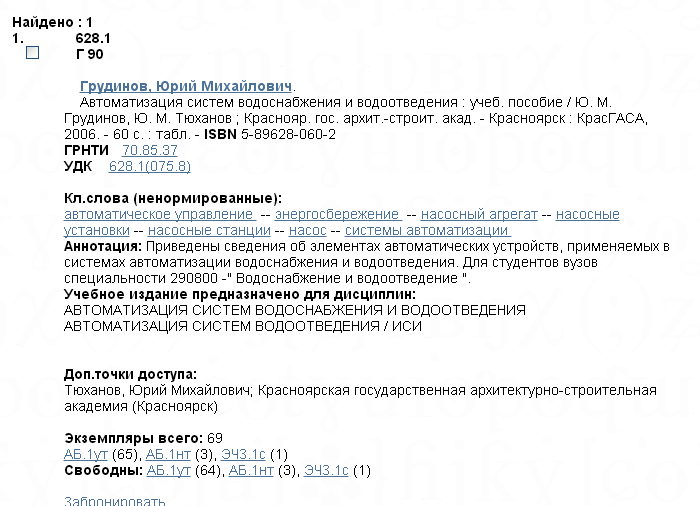 Найдено : 1
1. 628.1
Г 90
Грудинов, Юрий Михайлович.
Автоматизация систем водоснабжения и водоотведения : учеб. пособие / Ю. М.
Грудинов, Ю. М. Тюханов ; Краснояр. гос. архит.-строит. акад. - Красноярск : КрасГАСА,
2006. - 60 с. : табл. - ISBN 5-89628-060-2
ГРНТИ 70.85.37
УДК 628.1(075.8)
Кл.слова (ненормированные):
автоматическое управление -- энергосбережение -- насосный агрегат -- насосные
установки -- насосные станции -- насос -- системы автоматизации
Аннотация: Приведены сведения об элементах автоматических устройств, применяемых в
системах автоматизации водоснабжения и водоотведения. Для студентов вузов
специальности 290800 -" Водоснабжение и водоотведение ".
Учебное издание предназначено для дисциплин:
АВТОМАТИЗАЦИЯ СИСТЕМ ВОДОСНАБЖЕНИЯ И ВОДООТВЕДЕНИЯ
АВТОМАТИЗАЦИЯ СИСТЕМ ВОДООТВЕДЕНИЯ / ИСИ
Доп.точки доступа:
Тюханов, Юрий Михайлович; Красноярская государственная архитектурно-строительная
академия (Красноярск)
Экземпляры всего: 69
АБ.1ут (65), АБ.1нт (3), ЭЧЗ.1с (1)
Свободны: АБ.1ут (64), АБ.1нт (3), ЭЧЗ.1с (1)
Забронировать